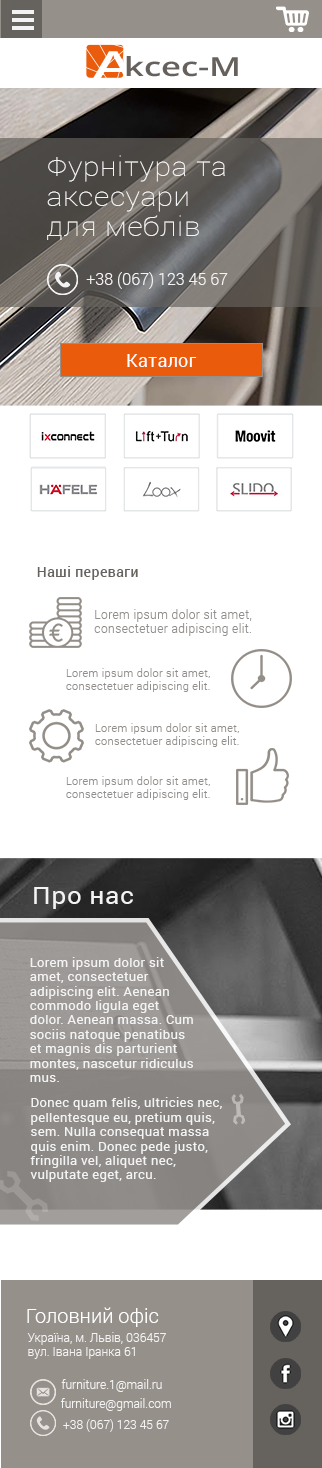 Аксес-М
Фурнітура та
аксесуари
для меблів
+38 (067) 123 45 67
Каталог
ixconnect
Lift+Turn
Moovit
HÄFELE
Loox
SLIDO
Наші переваги
Lorem ipsum dolor sit amet,
consectetuer adipiscing elit.
Lorem ipsum dolor sit amet,
consectetuer adipiscing elit.
Lorem ipsum dolor sit amet,
consectetuer adipiscing elit.
Lorem ipsum dolor sit amet,
consectetuer adipiscing elit.
Про нас
Lorem ipsum dolor sit
amet, consectetuer
adipiscing elit. Aenean
commodo ligula eget
dolor. Aenean massa. Cum
sociis natoque penatibus
et magnis dis parturient
montes, nascetur ridiculus
mus.
Donec quam felis, ultricies nec,
pellentesque eu, pretium quis,
sem. Nulla consequat massa
quis enim. Donec pede justo,
fringilla vel, aliquet nec,
vulputate eget, arcu.
Головний офіс
Україна, м. Львів, 036457
вул. Івана Іранка 61
furniture.1@mail.ru
furniture@gmail.com
+38 (067) 123 45 67